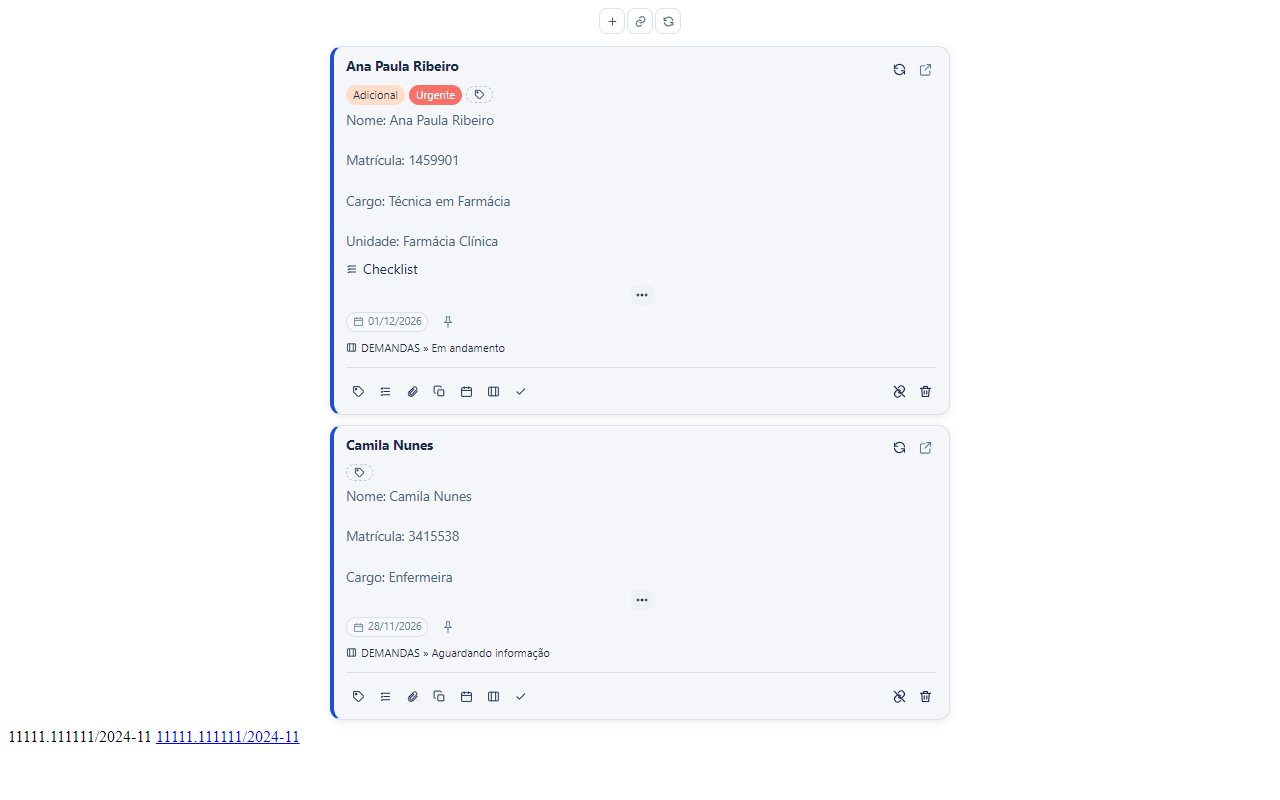 Ana Paula Ribeiro
Adicional Urgente
Nome: Ana Paula Ribeiro
Matrícula: 1459901
Cargo: Técnica em Farmácia
Unidade: Farmácia Clínica
Checklist
01/12/2026
DEMANDAS » Em andamento
Camila Nunes
Nome: Camila Nunes
Matrícula: 3415538
Cargo: Enfermeira
28/11/2026
DEMANDAS » Aguardando informação
11111.111111/2024-11 11111.111111/2024-11